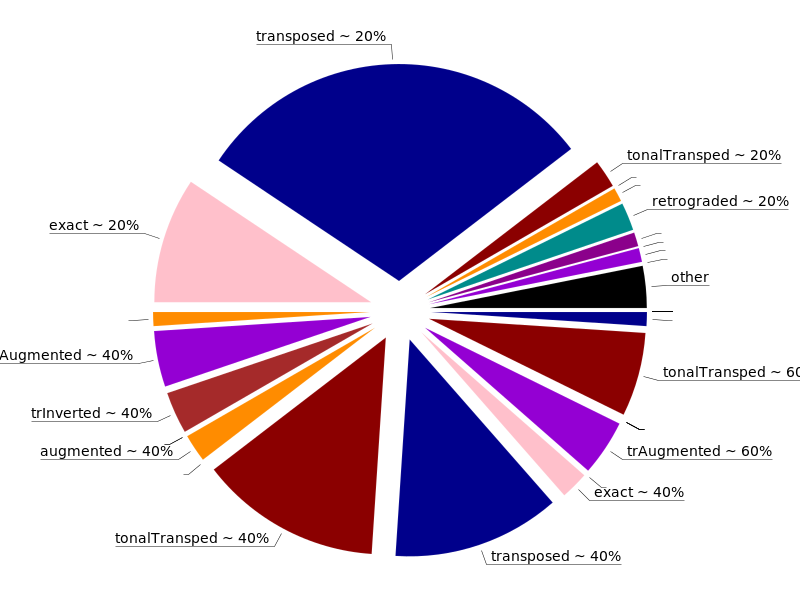 transposed ~ 20%
tonalTransped ~ 20%
retrograded ~ 20%
exact ~ 20%
other
Augmented ~ 40%
tonalTransped ~ 60
trInverted ~ 40%
augmented ~ 40%
trAugmented ~ 60%
exact ~ 40%
tonalTransped ~ 40%
transposed ~ 40%